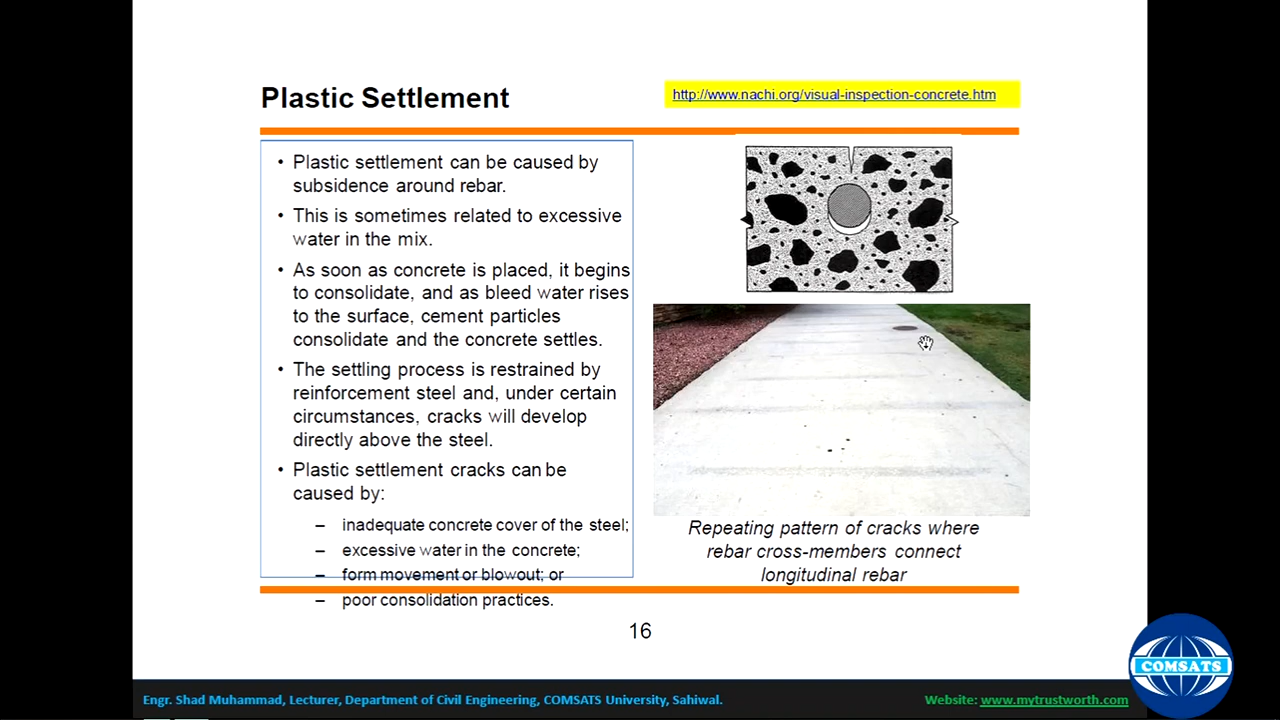 Plastic Settlement
http://www.nachi.org/visual-inspection-concrete.htm
• Plastic settlement can be caused by
subsidence around rebar.
• This is sometimes related to excessive
water in the mix.
• As soon as concrete is placed, it begins
to consolidate, and as bleed water rises
to the surface, cement particles
consolidate and the concrete settles.
• The settling process is restrained by
reinforcement steel and, under certain
circumstances, cracks will develop
directly above the steel.
• Plastic settlement cracks can be
caused by:
– inadequate concrete cover of the steel;
– excessive water in the concrete;
– form movement or blowout; or
– poor consolidation practices.
Repeating pattern of cracks where
rebar cross-members connect
longitudinal rebar
16
COMSATS
Engr. Shad Muhammad, Lecturer, Department of Civil Engineering, COMSATS University, Sahiwal.
Website: www.mytrustworth.com